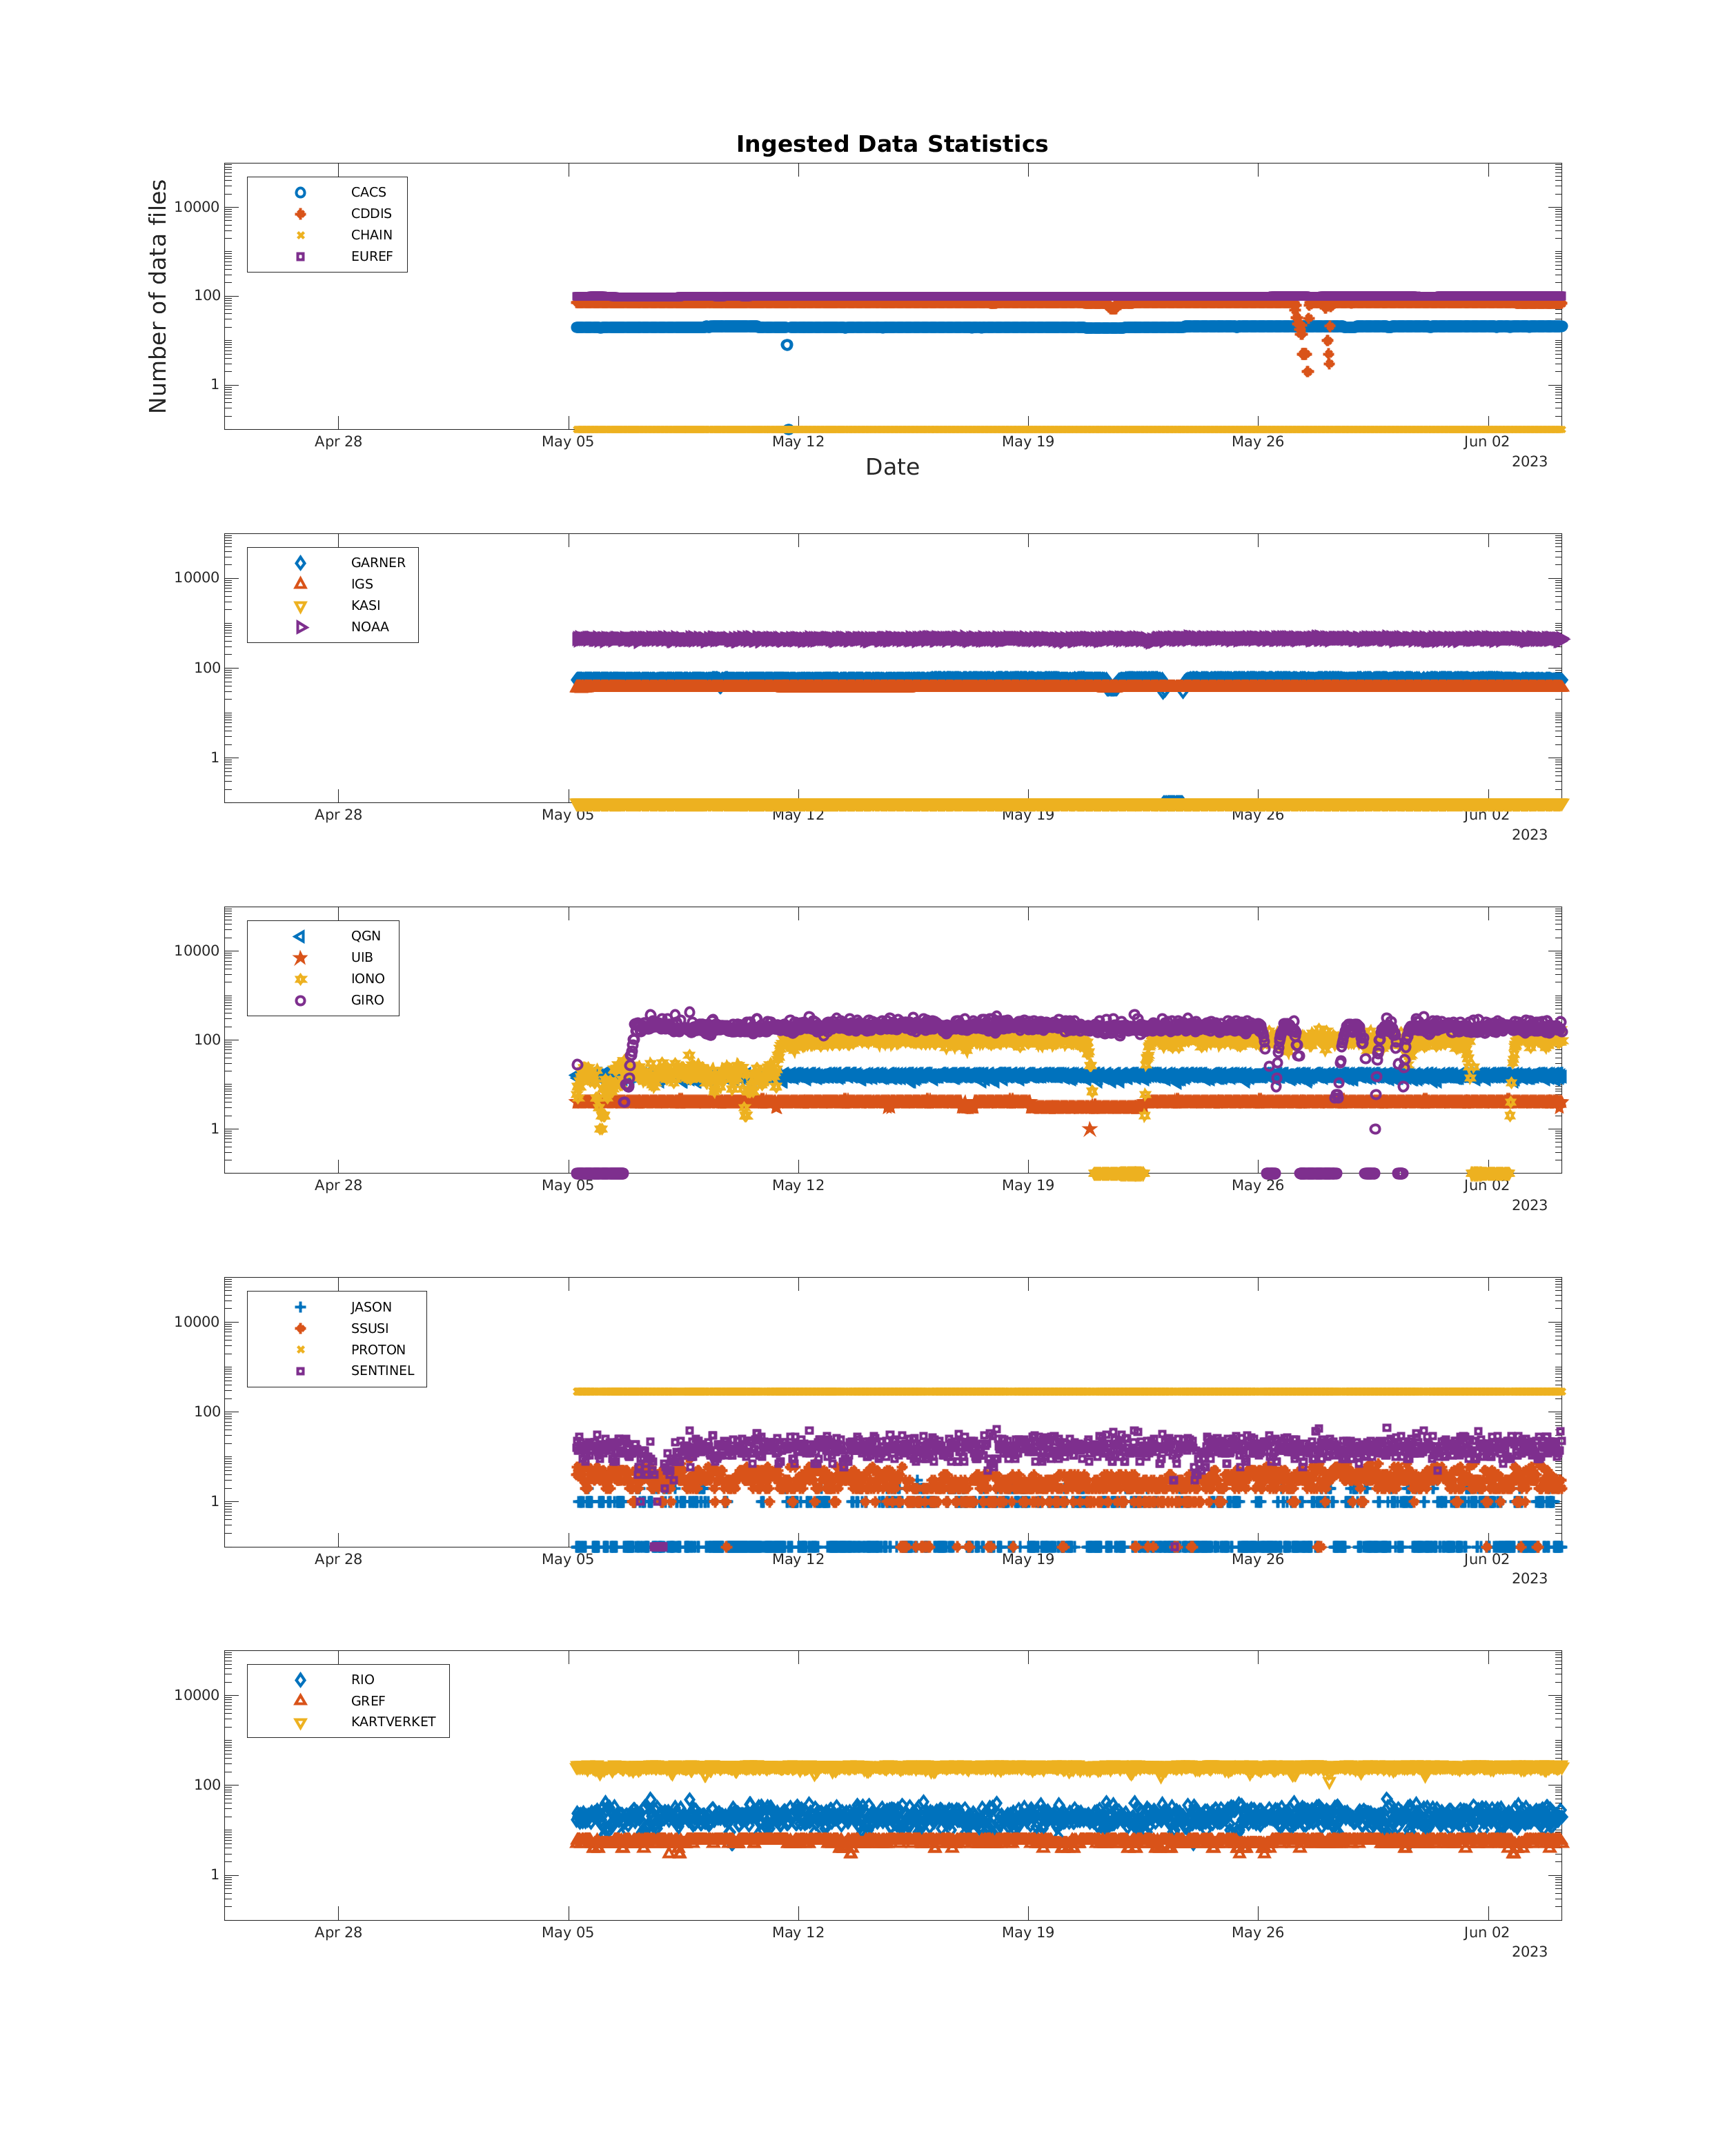 Ingested Data Statistics
Number of data files
CACS
CDDIS
CHAIN
EUREF
10000
100
1
Apr 28 May 05 May 12 May 19 May 26 Jun 02
2023
Date
GARNER
IGS
KASI
NOAA
10000
100
1
Apr 28 May 05 May 12 May 19 May 26 Jun 02
2023
QGN
UIB
IONO
GIRO
10000
100
1
Apr 28 May 05 May 12 May 19 May 26 Jun 02
2023
JASON
SSUSI
PROTON
SENTINEL
10000
100
1
Apr 28 May 05 May 12 May 19 May 26 Jun 02
2023
RIO
GREF
KARTVERKET
10000
100
1
Apr 28 May 05 May 12 May 19 May 26 Jun 02
2023